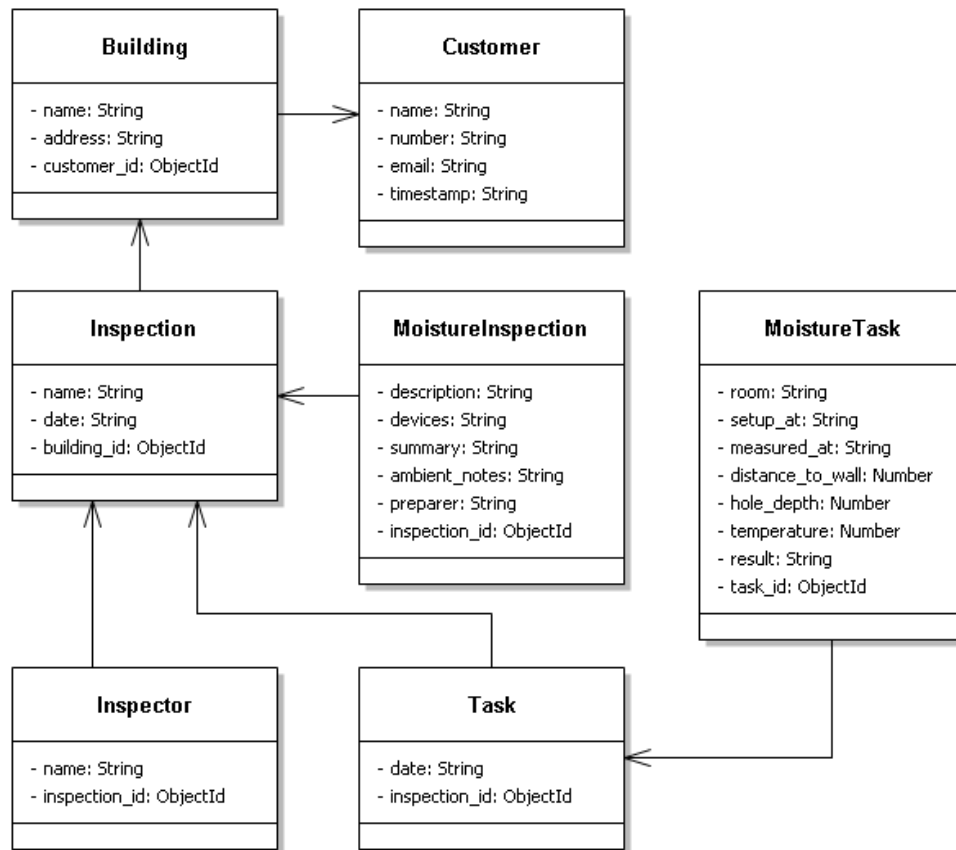 Building
- name: String
- address: String
- customer_id: ObjectId
Customer
- name: String
- number: String
- email: String
- timestamp: String
Inspection
- name: String
- date: String
- building_id: ObjectId
MoistureInspection
- description: String
- devices: String
- summary: String
- ambient_notes: String
- preparer: String
- inspection_id: ObjectId
MoistureTask
- room: String
- setup_at: String
- measured_at: String
- distance_to_wall: Number
- hole_depth: Number
- temperature: Number
- result: String
- task_id: ObjectId
Inspector
- name: String
- inspection_id: ObjectId
Task
- date: String
- inspection_id: ObjectId